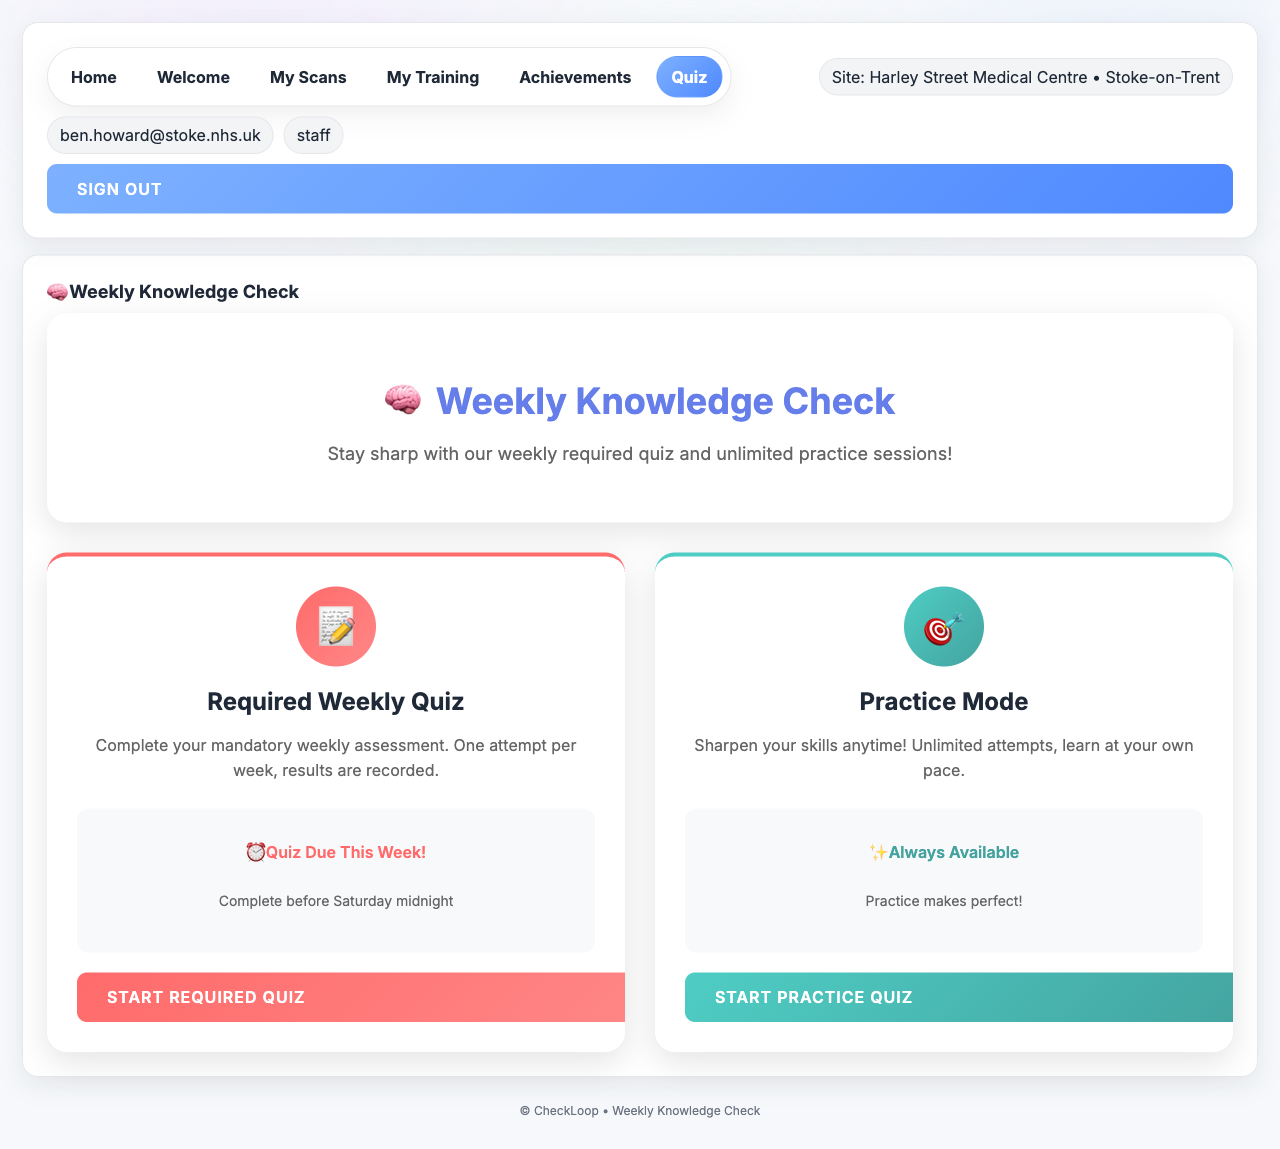 Home Welcome My Scans My Training Achievements Quiz
Site: Harley Street Medical Centre • Stoke-on-Trent
ben.howard@stoke.nhs.uk staff
SIGN OUT
Weekly Knowledge Check
Weekly Knowledge Check
Stay sharp with our weekly required quiz and unlimited practice sessions!
Required Weekly Quiz
Complete your mandatory weekly assessment. One attempt per
week, results are recorded.
Quiz Due This Week!
Complete before Saturday midnight
START REQUIRED QUIZ
Practice Mode
Sharpen your skills anytime! Unlimited attempts, learn at your own
pace.
Always Available
Practice makes perfect!
START PRACTICE QUIZ
© CheckLoop • Weekly Knowledge Check